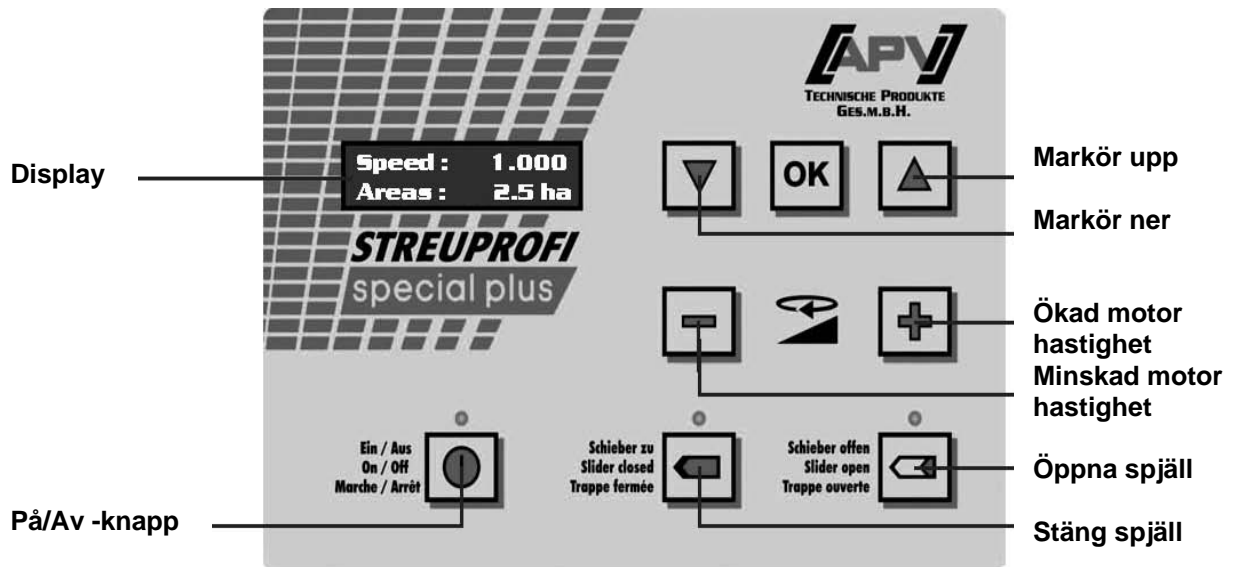 APV
TECHNISCHE PRODUKTE
GES.M.B.H.
Display
Speed : 1.000
Areas : 2.5 ha
OK
Markör upp
Markör ner
STREUPROFI
special plus
Ökad motor
hastighet
Minskad motor
hastighet
Ein / Aus
On / Off
Marche / Arrêt
Schieber zu
Slider closed
Trappe fermée
Schieber offen
Slider open
Trappe ouverte
Öppna spjäll
På/Av -knapp
Stäng spjäll